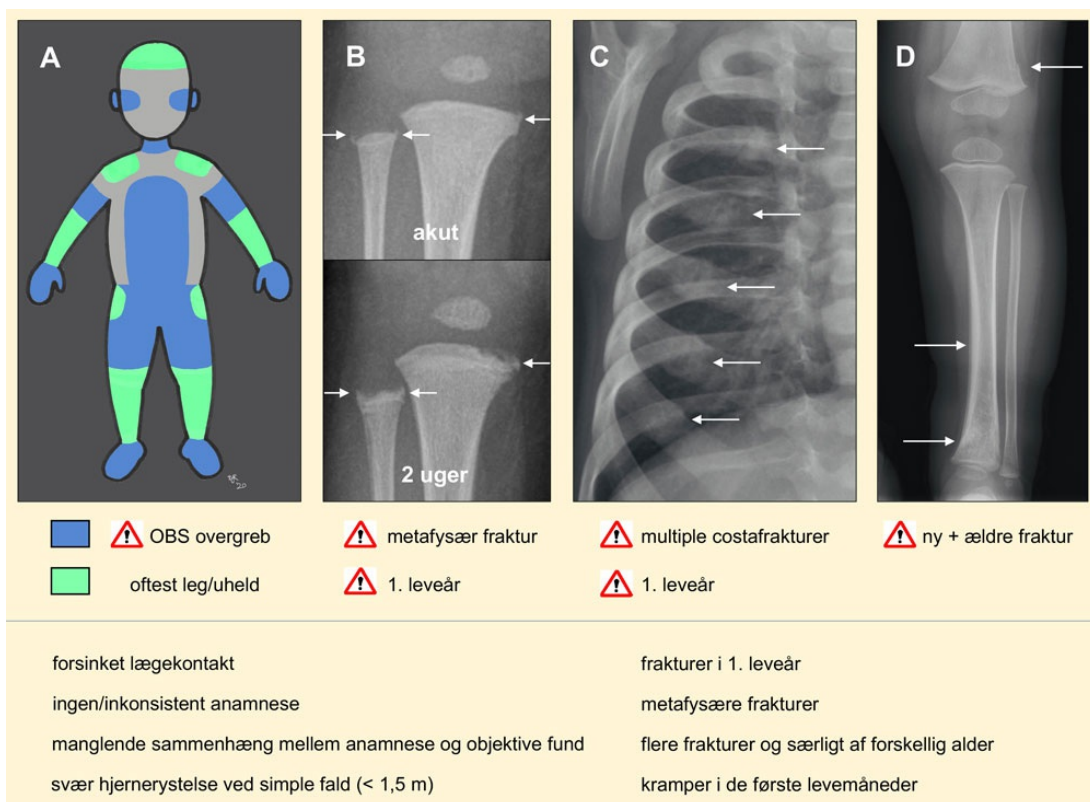 A
B
C
D
akut
2 uger
OBS overgreb
oftest leg/uheld
metafysær fraktur
1. leveår
multiple costafrakturer
1. leveår
ny + ældre fraktur
forsinket lægekontakt
ingen/inkonsistent anamnese
manglende sammenhæng mellem anamnese og objektive fund
svær hjernerystelse ved simple fald (< 1,5 m)
frakturer i 1. leveår
metafysære frakturer
flere frakturer og særligt af forskellig alder
kramper i de første levemåneder